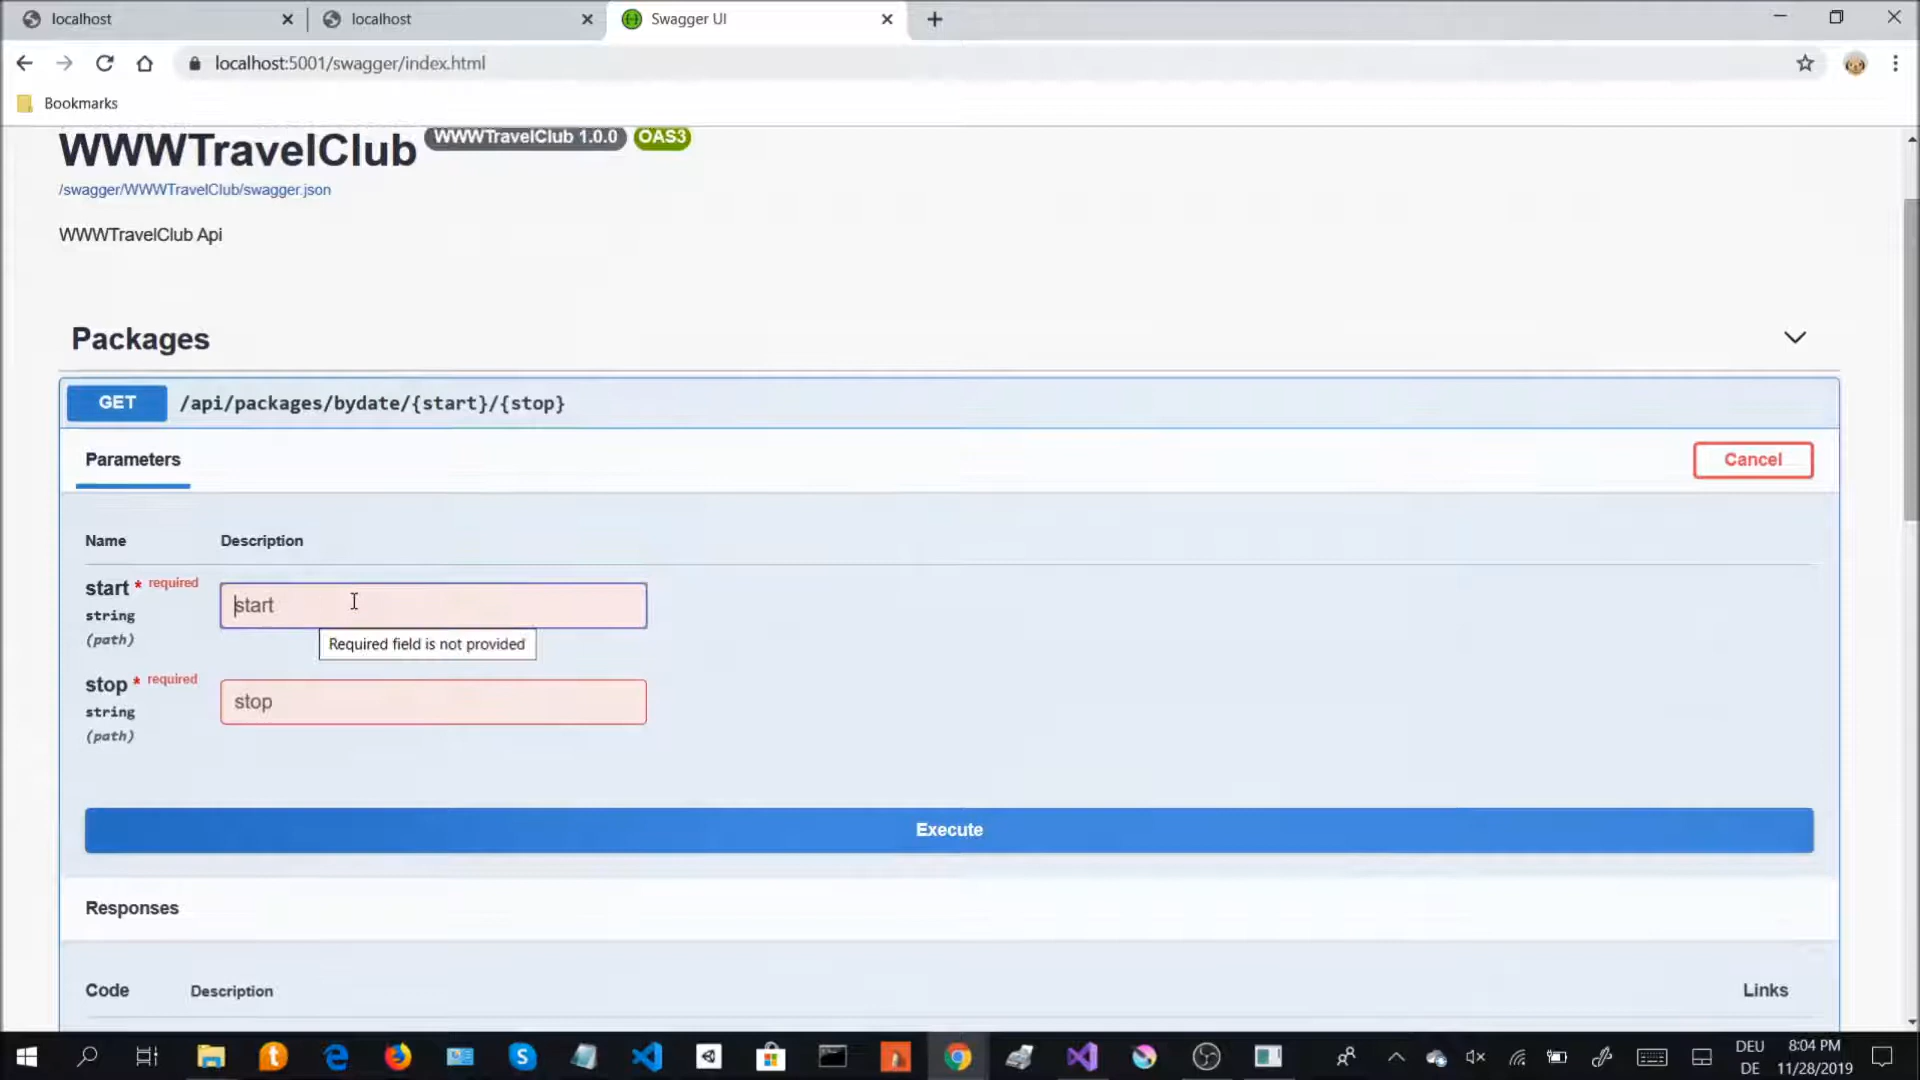 localhost
localhost
Swagger UI
localhost:5001/swagger/index.html
Bookmarks
WWWTravelClub WWWTravelClub 1.0.0 OAS3
/swagger/WWWTravelClub/swagger.json
WWWTravelClub Api
Packages
GET /api/packages/bydate/{start}/{stop}
Parameters
Cancel
Name Description
start * required
string
(path)
start
Required field is not provided
stop * required
string
(path)
stop
Execute
Responses
Code Description Links
DEU 8:04 PM
DE 11/28/2019